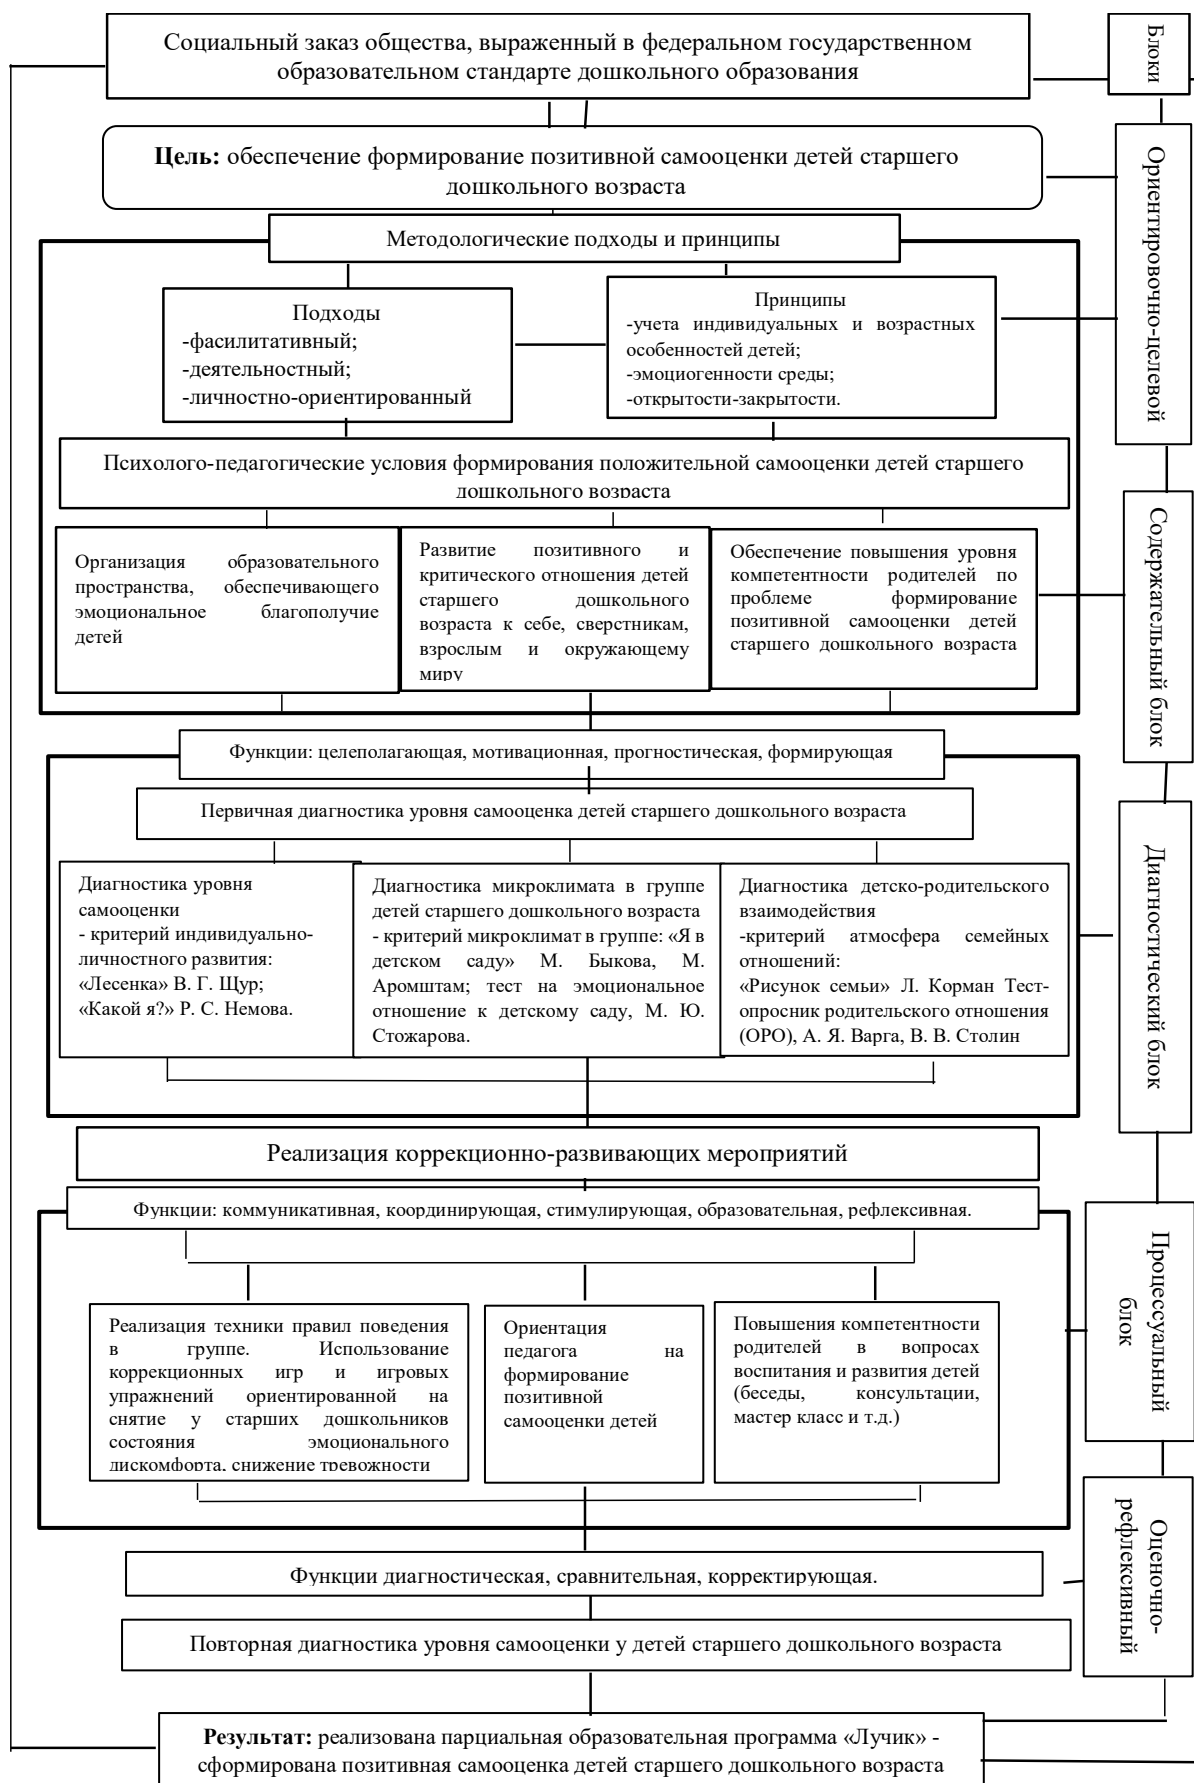 Социальный заказ общества, выраженный в федеральном государственном
образовательном стандарте дошкольного образования
Блоки
Цель: обеспечение формирование позитивной самооценки детей старшего
дошкольного возраста
Ориентировочно-целевой
Методологические подходы и принципы
Подходы
-фасилитативный;
-деятельностный;
-личностно-ориентированный
Принципы
-учета индивидуальных и возрастных
особенностей детей;
-эмоциогенности среды;
-открытости-закрытости.
Психолого-педагогические условия формирования положительной самооценки детей старшего
дошкольного возраста
Содержательный блок
Организация образовательного
пространства, обеспечивающего
эмоциональное благополучие
детей
Развитие позитивного и
критического отношения детей
старшего дошкольного
возраста к себе, сверстникам,
взрослым и окружающему
миру
Обеспечение повышения уровня
компетентности родителей по
проблеме формирование
позитивной самооценки детей
старшего дошкольного возраста
Функции: целеполагающая, мотивационная, прогностическая, формирующая
Первичная диагностика уровня самооценка детей старшего дошкольного возраста
Диагностический блок
Диагностика уровня
самооценки
- критерий индивидуально-
личностного развития:
«Лесенка» В. Г. Щур;
«Какой я?» Р. С. Немова.
Диагностика микроклимата в группе
детей старшего дошкольного возраста
- критерий микроклимат в группе: «Я в
детском саду» М. Быкова, М.
Аромштам; тест на эмоциональное
отношение к детскому саду, М. Ю.
Стожарова.
Диагностика детско-родительского
взаимодействия
-критерий атмосфера семейных
отношений:
«Рисунок семьи» Л. Корман Тест-
опросник родительского отношения
(ОРО), А. Я. Варга, В. В. Столин
Реализация коррекционно-развивающих мероприятий
Функции: коммуникативная, координирующая, стимулирующая, образовательная, рефлексивная.
Процессуальный
блок
Реализация техники правил поведения
в группе. Использование
коррекционных игр и игровых
упражнений ориентированной на
снятие у старших дошкольников
состояния эмоционального
дискомфорта, снижение тревожности
Ориентация
педагога на
формирование
позитивной
самооценки детей
Повышения компетентности
родителей в вопросах
воспитания и развития детей
(беседы, консультации,
мастер класс и т.д.)
Оценочно-
рефлексивный
Функции диагностическая, сравнительная, корректирующая.
Повторная диагностика уровня самооценки у детей старшего дошкольного возраста
Результат: реализована парциальная образовательная программа «Лучик» -
сформирована позитивная самооценка детей старшего дошкольного возраста